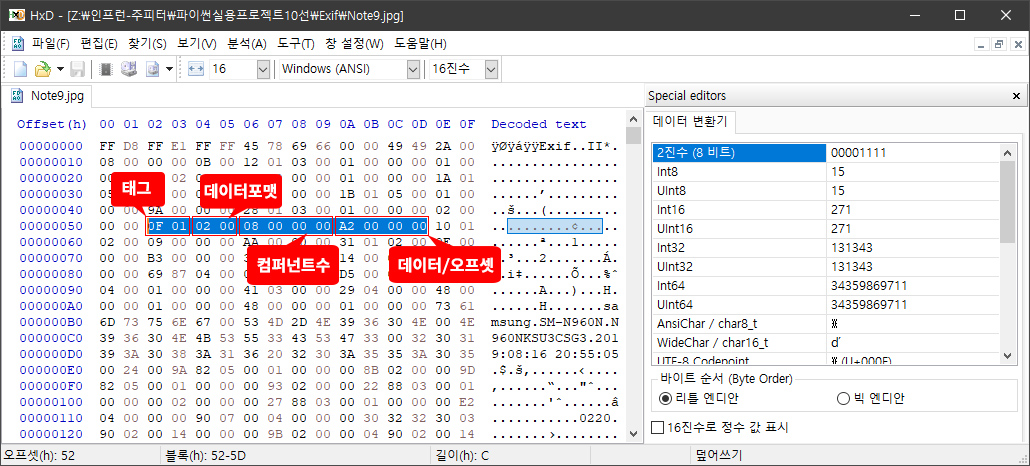 HxD - [Z:\인프런-주피터\파이썬실용프로젝트10선\Exif\Note9.jpg]
파일(F) 편집(E) 찾기(S) 보기(V) 분석(A) 도구(T) 창 설정(W) 도움말(H)
16 Windows (ANSI) 16진수
Note9.jpg
Offset(h) 00 01 02 03 04 05 06 07 08 09 0A 0B 0C 0D 0E 0F Decoded text
00000000 FF D8 FF E1 FF FF 45 78 69 66 00 00 49 49 2A 00 ÿØÿáÿÿExif..II*.
00000010 08 00 00 00 0B 00 12 01 03 00 01 00 00 00 00 00 ................
00000020 00 02 00 00 1A 01 ................
00000030 05 00 1B 01 05 00 01 00 .......'........
00000040 00 00 9A 00 00 00 28 01 03 00 01 00 00 00 02 00 ..š...(.........
00000050 00 00 0F 01 02 00 08 00 00 00 A2 00 00 00 10 01 ..........¢.....
00000060 02 00 09 00 00 00 AA 00 00 00 31 01 02 00 0E 00 ......ª...1.....
00000070 00 00 B3 00 00 00 14 00 00 00
00000080 00 00 69 87 04 00 D5 00
00000090 04 00 01 00 00 00 41 03 00 00 29 04 00 00 48 00 ......A...)...H.
000000A0 00 00 01 00 00 00 48 00 00 00 01 00 00 00 73 61 ......H.......sa
000000B0 6D 73 75 6E 67 00 53 4D 2D 4E 39 36 30 4E 00 4E msung.SM-N960N.N
000000C0 39 36 30 4E 4B 53 55 33 43 53 47 33 00 32 30 31 960NKSU3CSG3.201
000000D0 39 3A 30 38 3A 31 36 20 32 30 3A 35 35 3A 30 35 9:08:16 20:55:05
000000E0 00 24 00 9A 82 05 00 01 00 00 00 8B 02 00 00 9D .$.š‚......‹....
000000F0 82 05 00 01 00 00 00 93 02 00 00 22 88 03 00 01 ‚......“..."ˆ...
00000100 00 00 00 02 00 00 00 27 88 03 00 01 00 00 00 E2 .......'ˆ......â
00000110 04 00 00 00 90 07 00 04 00 00 00 30 32 32 30 03 ...........0220.
00000120 90 02 00 14 00 00 00 9B 02 00 00 04 90 02 00 14 .......›........
태그
데이터포맷
컴퍼넌트수
데이터/오프셋
Special editors
데이터 변환기
2진수 (8 비트) 00001111
Int8 15
UInt8 15
Int16 271
UInt16 271
Int32 131343
UInt32 131343
Int64 34359869711
UInt64 34359869711
AnsiChar / char8_t
WideChar / char16_t ď
UTF-8 Codepoint (U+000F)
바이트 순서 (Byte Order)
리틀 엔디안 빅 엔디안
16진수로 정수 값 표시
오프셋(h): 52 블록(h): 52-5D 길이(h): C 덮어쓰기